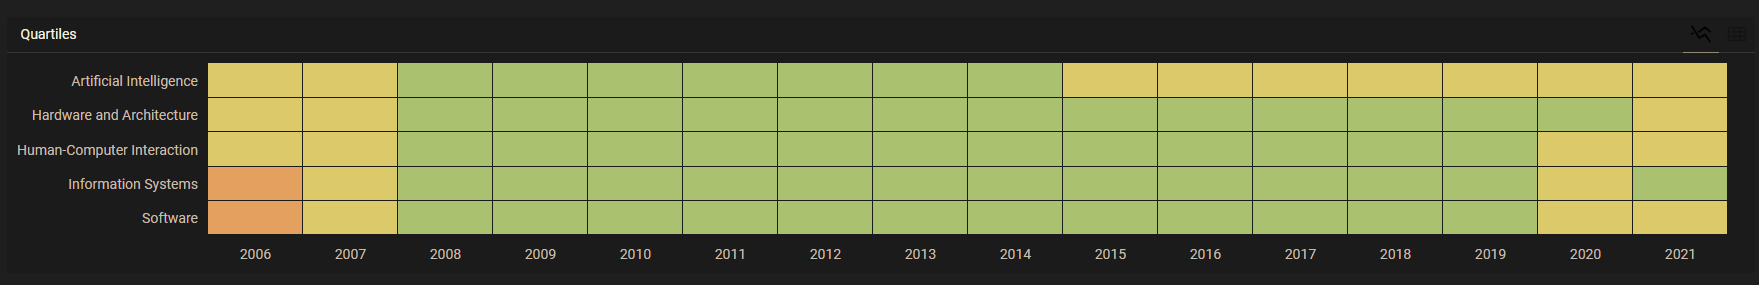 Quartiles
Artificial Intelligence
Hardware and Architecture
Human-Computer Interaction
Information Systems
Software
2006 2007 2008 2009 2010 2011 2012 2013 2014 2015 2016 2017 2018 2019 2020 2021